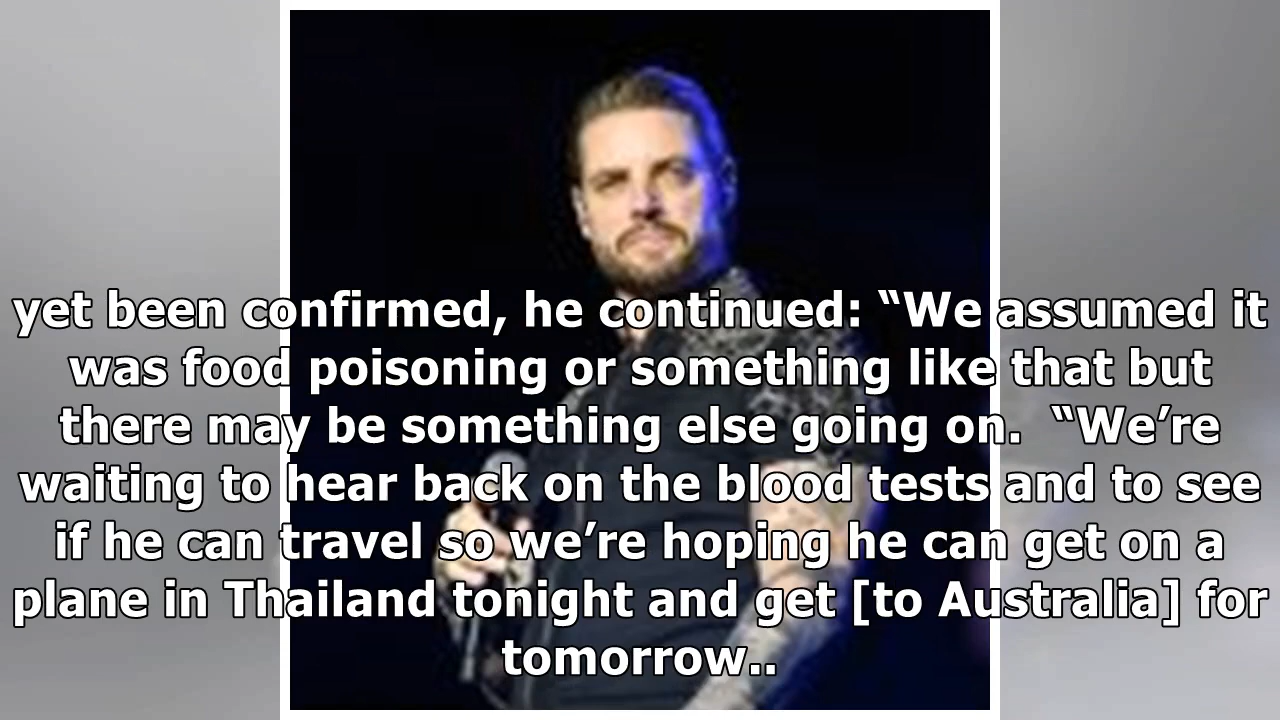 yet been confirmed, he continued: “We assumed it
was food poisoning or something like that but
there may be something else going on.  “We’re
waiting to hear back on the blood tests and to see
if he can travel so we’re hoping he can get on a
plane in Thailand tonight and get [to Australia] for
tomorrow..